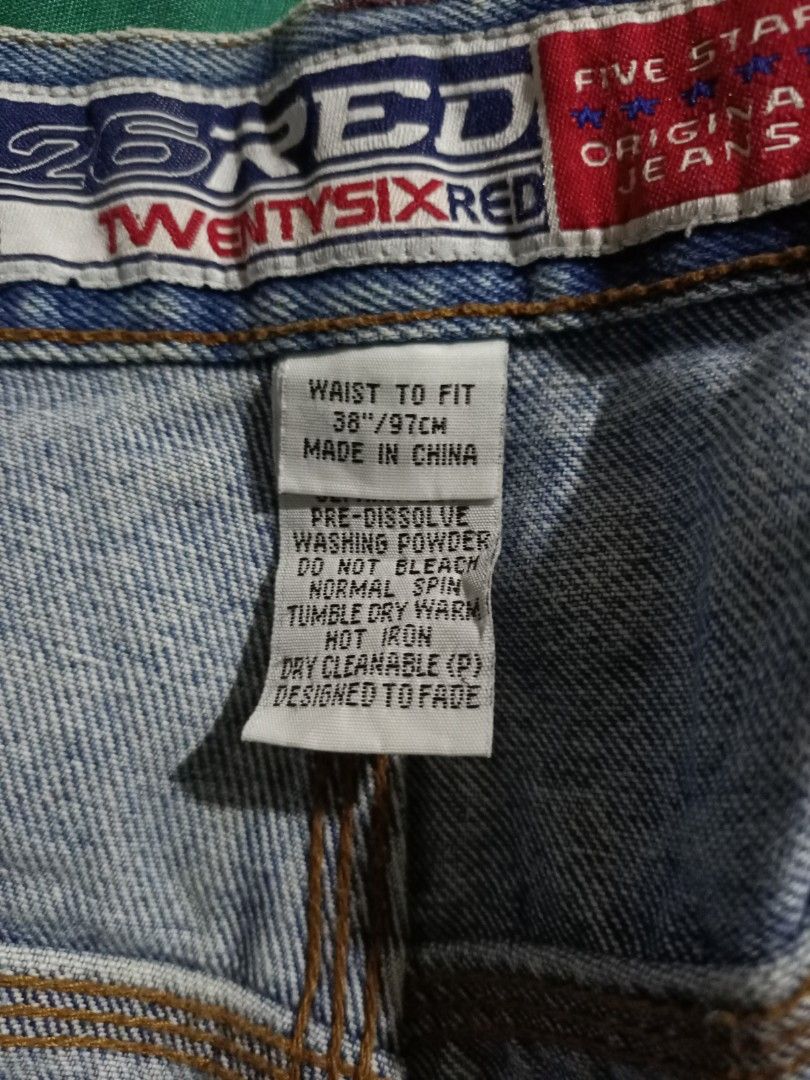 26RED
TWENTYSIXRED
FIVE STAR
ORIGINA
JEANS
WAIST TO FIT
38"/97CM
MADE IN CHINA
PRE-DISSOLVE
WASHING POWDER
DO NOT BLEACH
NORMAL SPIN
TUMBLE DRY WARM
HOT IRON
DRY CLEANABLE (P)
DESIGNED TO FADE